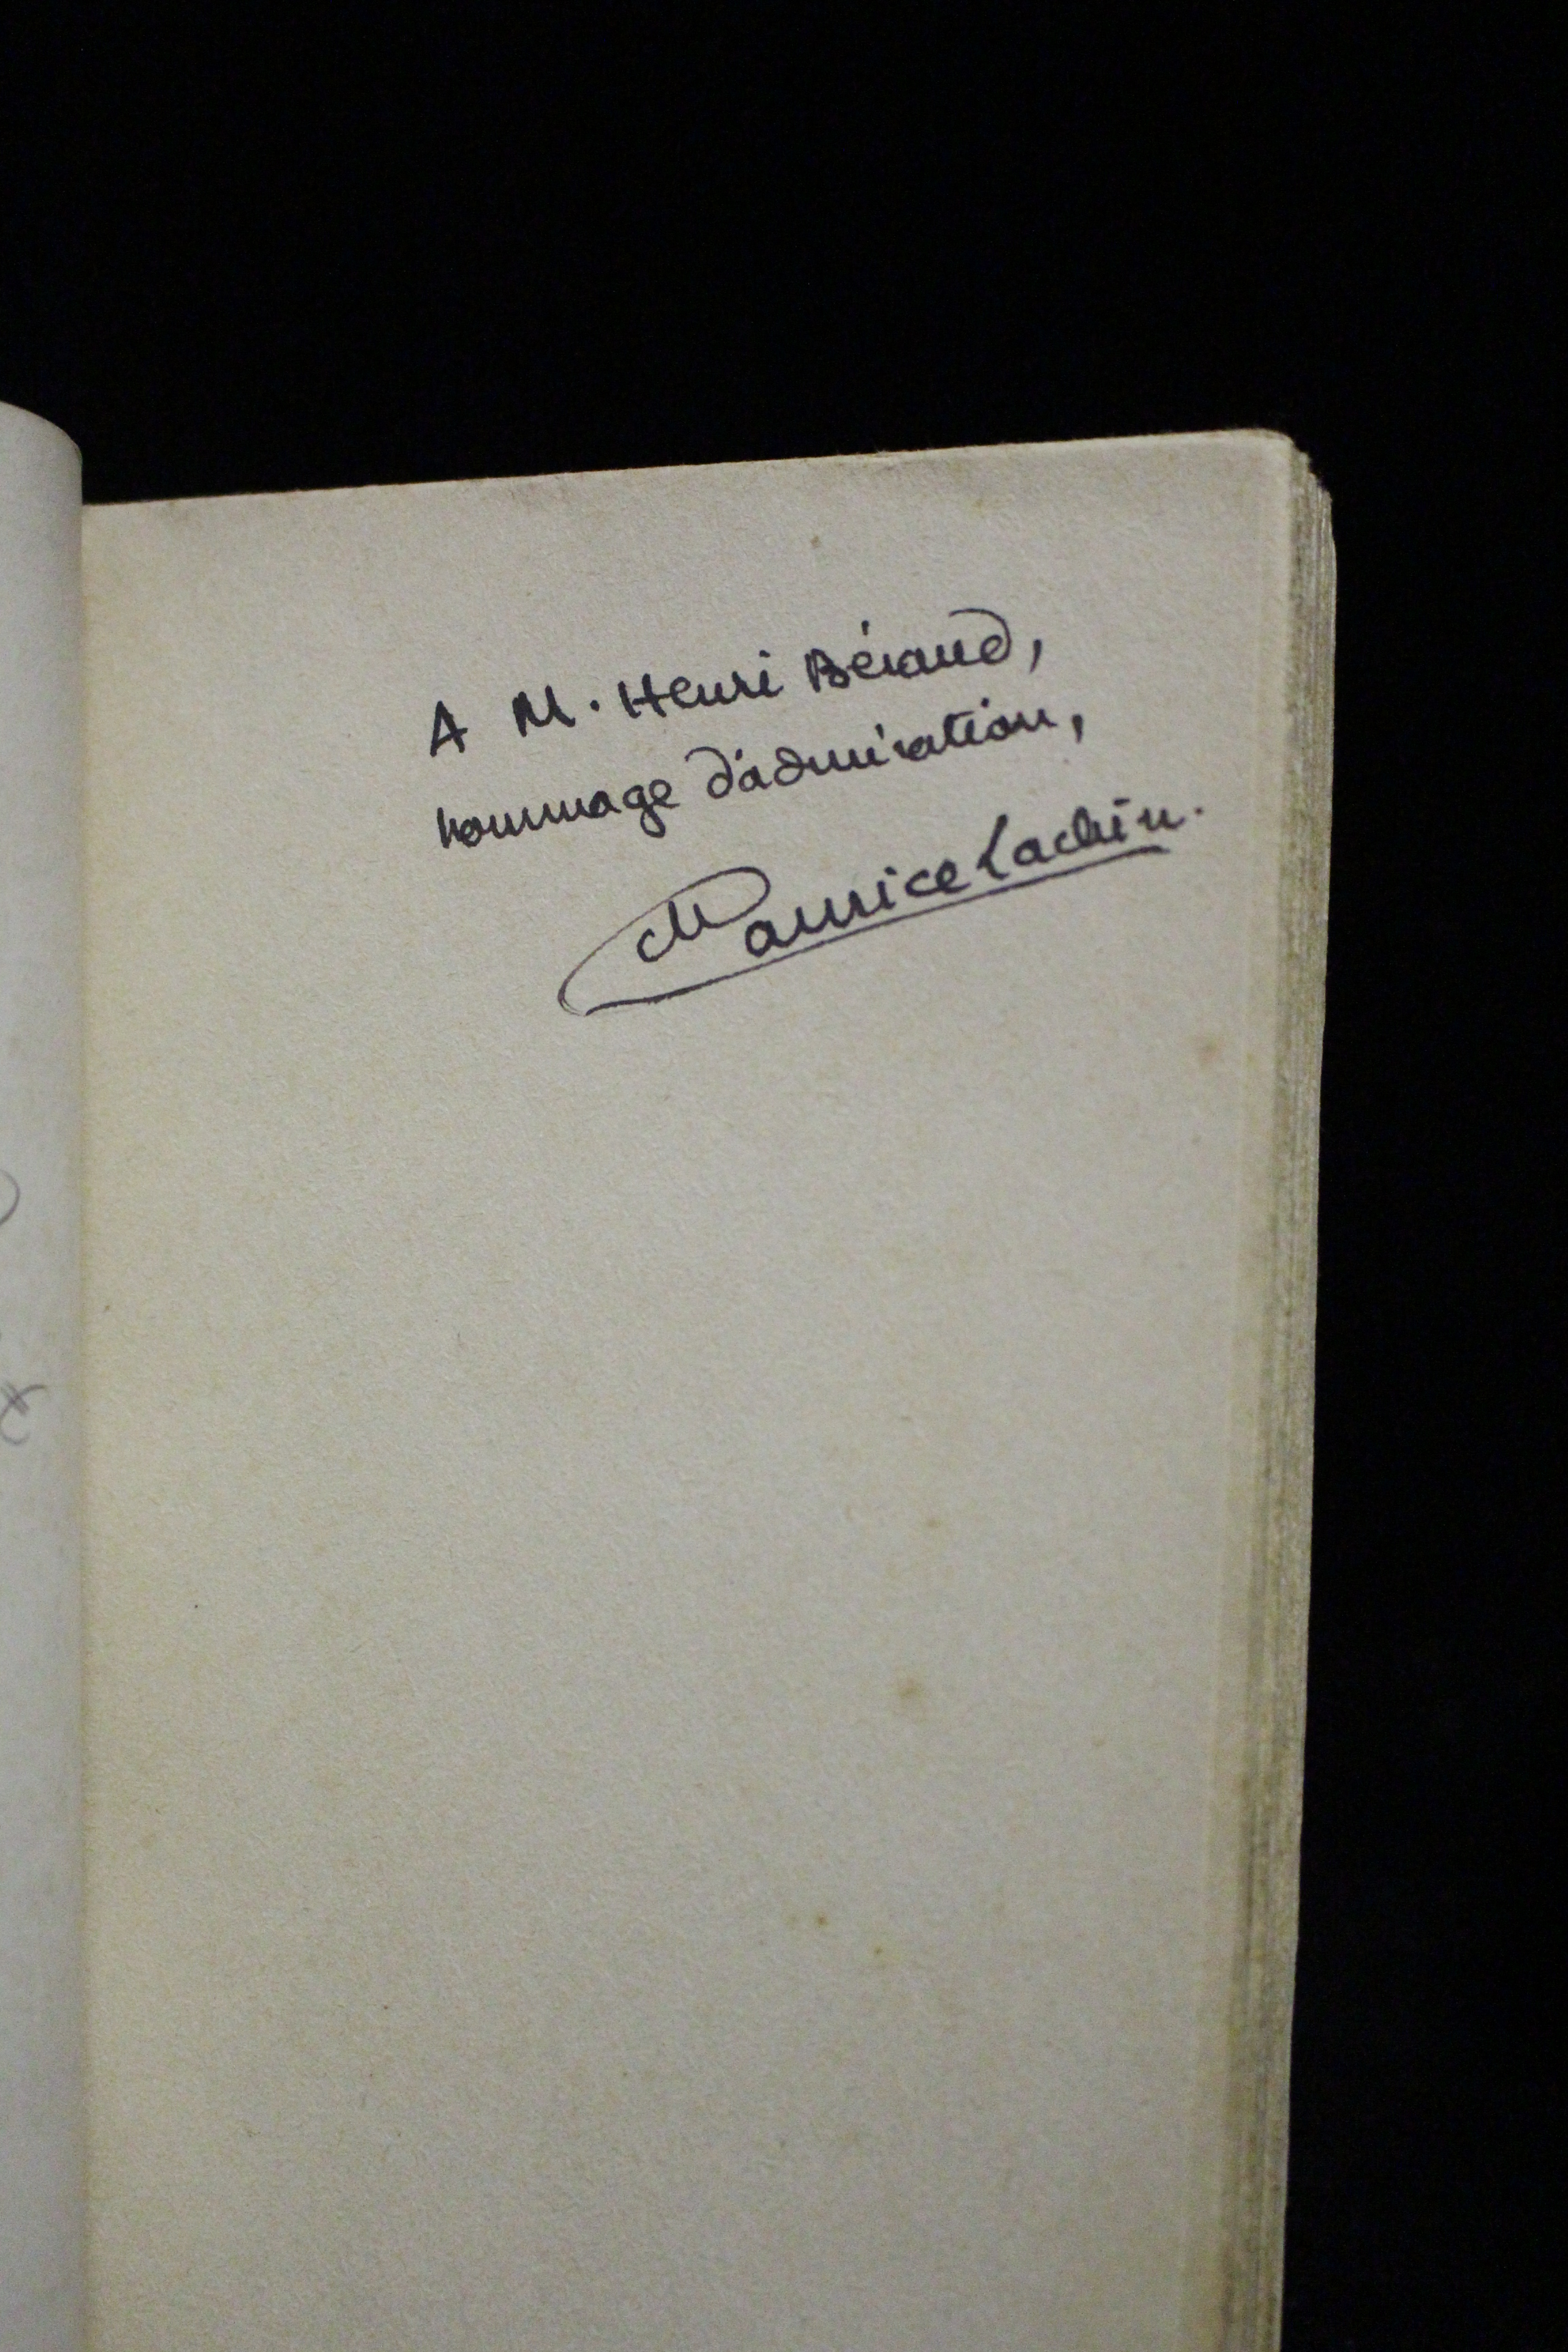 A M. Henri Béraud,
hommage d'admiration,
Maurice Lachin.